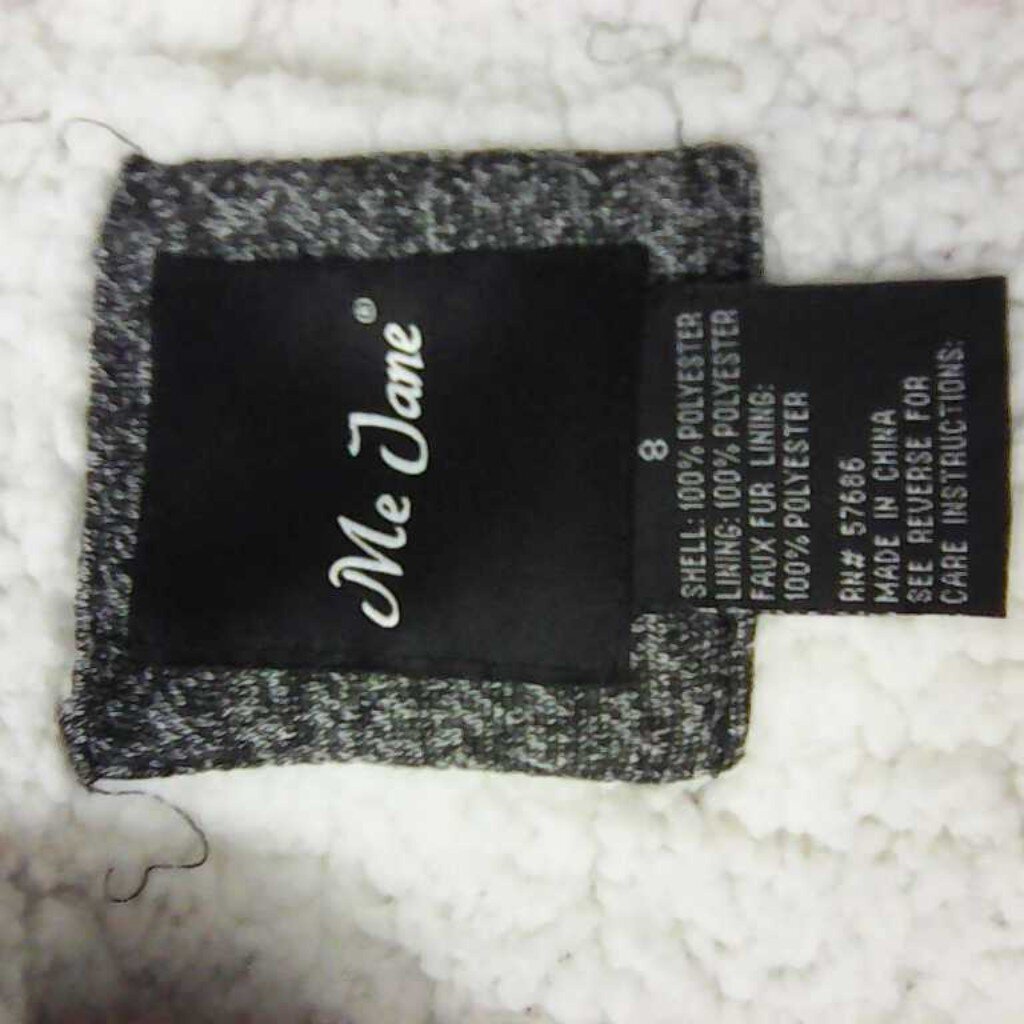 Me Jane®
8
SHELL: 100% POLYESTER
LINING: 100% POLYESTER
FAUX FUR LINING:
100% POLYESTER
RN# 57686
MADE IN CHINA
SEE REVERSE FOR
CARE INSTRUCTIONS: